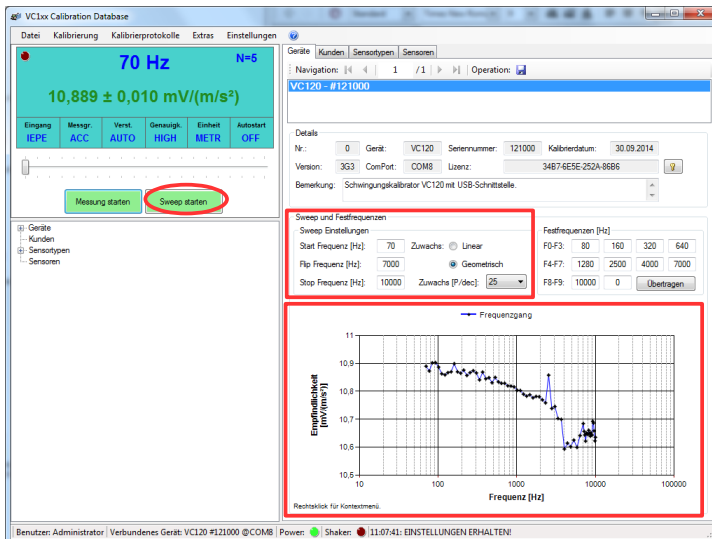 VC1xx Calibration Database
Datei Kalibrierung Kalibrierprotokolle Extras Einstellungen
70 Hz N=5
10,889 ± 0,010 mV/(m/s²)
Eingang Messgr. Verst. Genauigk. Einheit Autostart
IEPE ACC AUTO HIGH METR OFF
Messung starten Sweep starten
Geräte
Kunden
Sensortypen
Sensoren
Geräte Kunden Sensortypen Sensoren
Navigation: 1 /1 Operation:
VC120 - #121000
Details
Nr.: 0 Gerät: VC120 Seriennummer: 121000 Kalibrierdatum: 30.09.2014
Version: 3G3 ComPort: COM8 Lizenz: 34B7-6E5E-252A-86B6
Bemerkung: Schwingungskalibrator VC120 mit USB-Schnittstelle.
Sweep und Festfrequenzen
Sweep Einstellungen Festfrequenzen [Hz]
Start Frequenz [Hz]: 70 Zuwachs: Linear F0-F3: 80 160 320 640
Flip Frequenz [Hz]: 7000 Geometrisch F4-F7: 1280 2500 4000 7000
Stop Frequenz [Hz]: 10000 Zuwachs [P/dec]: 25 F8-F9: 10000 0 Übertragen
Frequenzgang
11
10,9
10,8
10,7
10,6
10,5
Empfindlichkeit
[mV/(m/s²)]
10 100 1000 10000 100000
Frequenz [Hz]
Rechtsklick für Kontextmenü.
Benutzer: Administrator Verbundenes Gerät: VC120 #121000 @COM8 Power: Shaker: 11:07:41: EINSTELLUNGEN ERHALTEN!